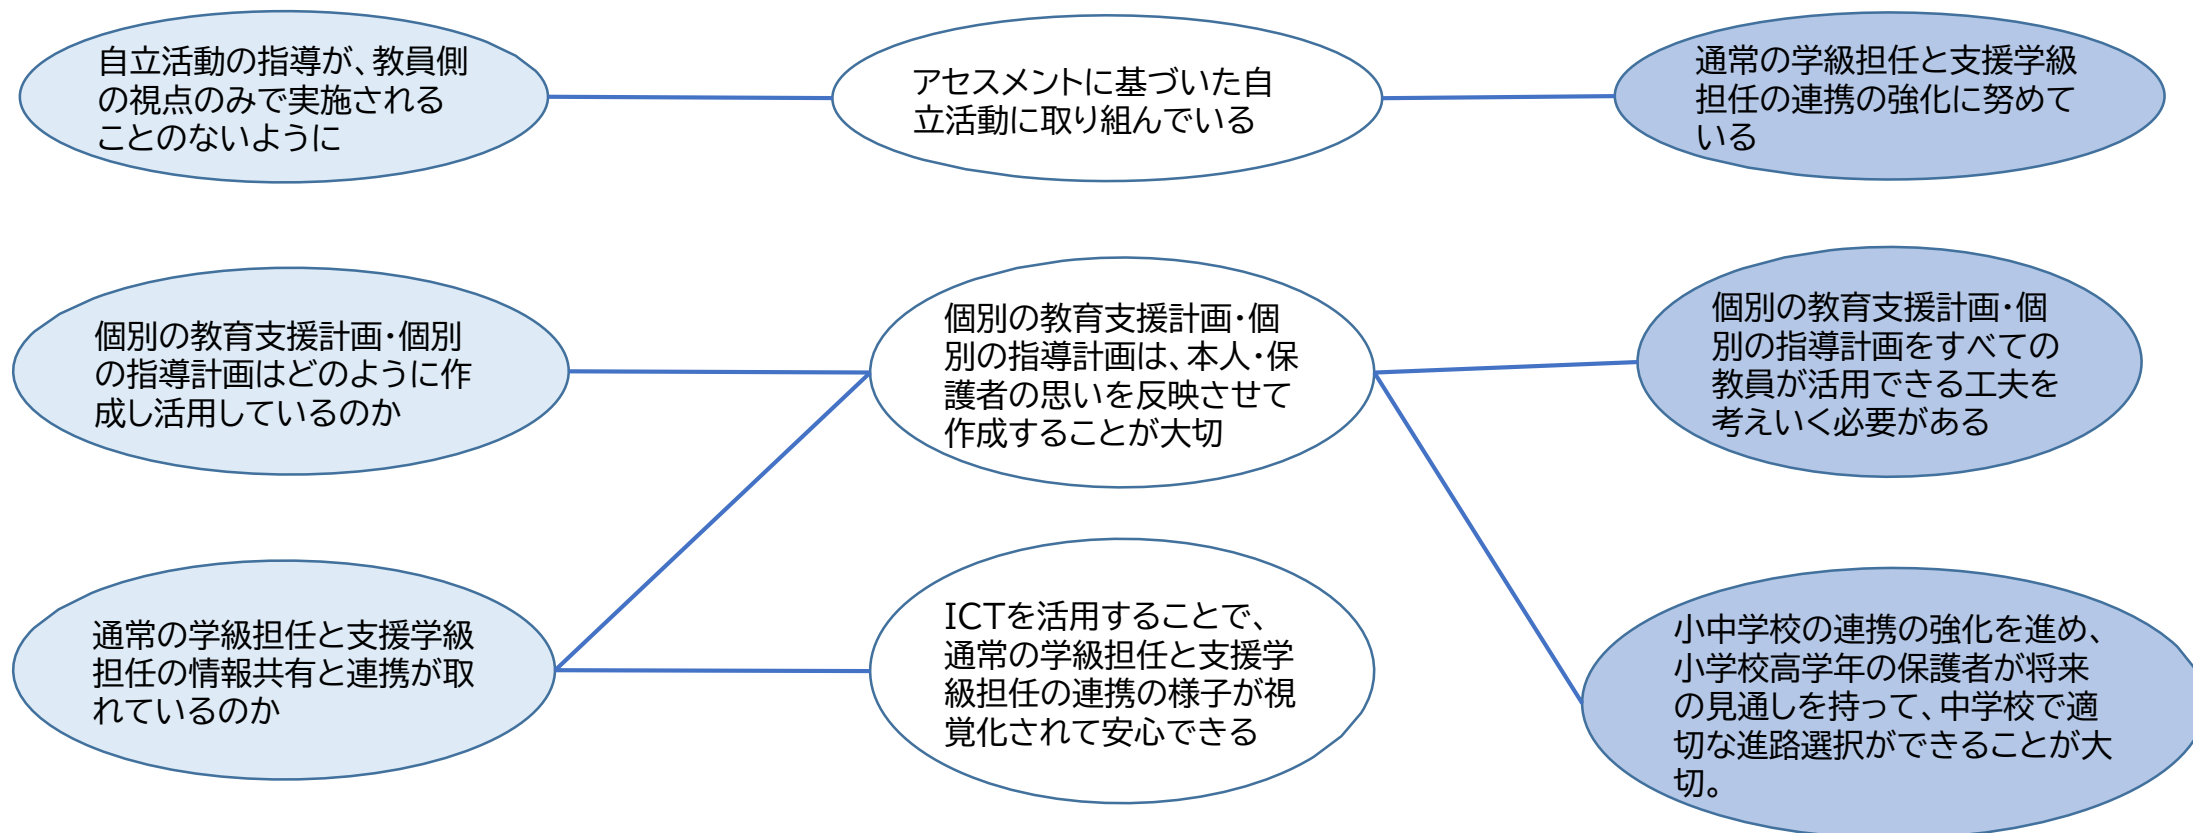 自立活動の指導が、教員側
の視点のみで実施される
ことのないように
アセスメントに基づいた自
立活動に取り組んでいる
通常の学級担任と支援学級
担任の連携の強化に努めて
いる
個別の教育支援計画・個別
の指導計画はどのように作
成し活用しているのか
個別の教育支援計画・個
別の指導計画は、本人・保
護者の思いを反映させて
作成することが大切
個別の教育支援計画・個
別の指導計画をすべての
教員が活用できる工夫を
考えいく必要がある
通常の学級担任と支援学級
担任の情報共有と連携が取
れているのか
ICTを活用することで、
通常の学級担任と支援学
級担任の連携の様子が視
覚化されて安心できる
小中学校の連携の強化を進め、
小学校高学年の保護者が将来
の見通しを持って、中学校で適
切な進路選択ができることが大
切。